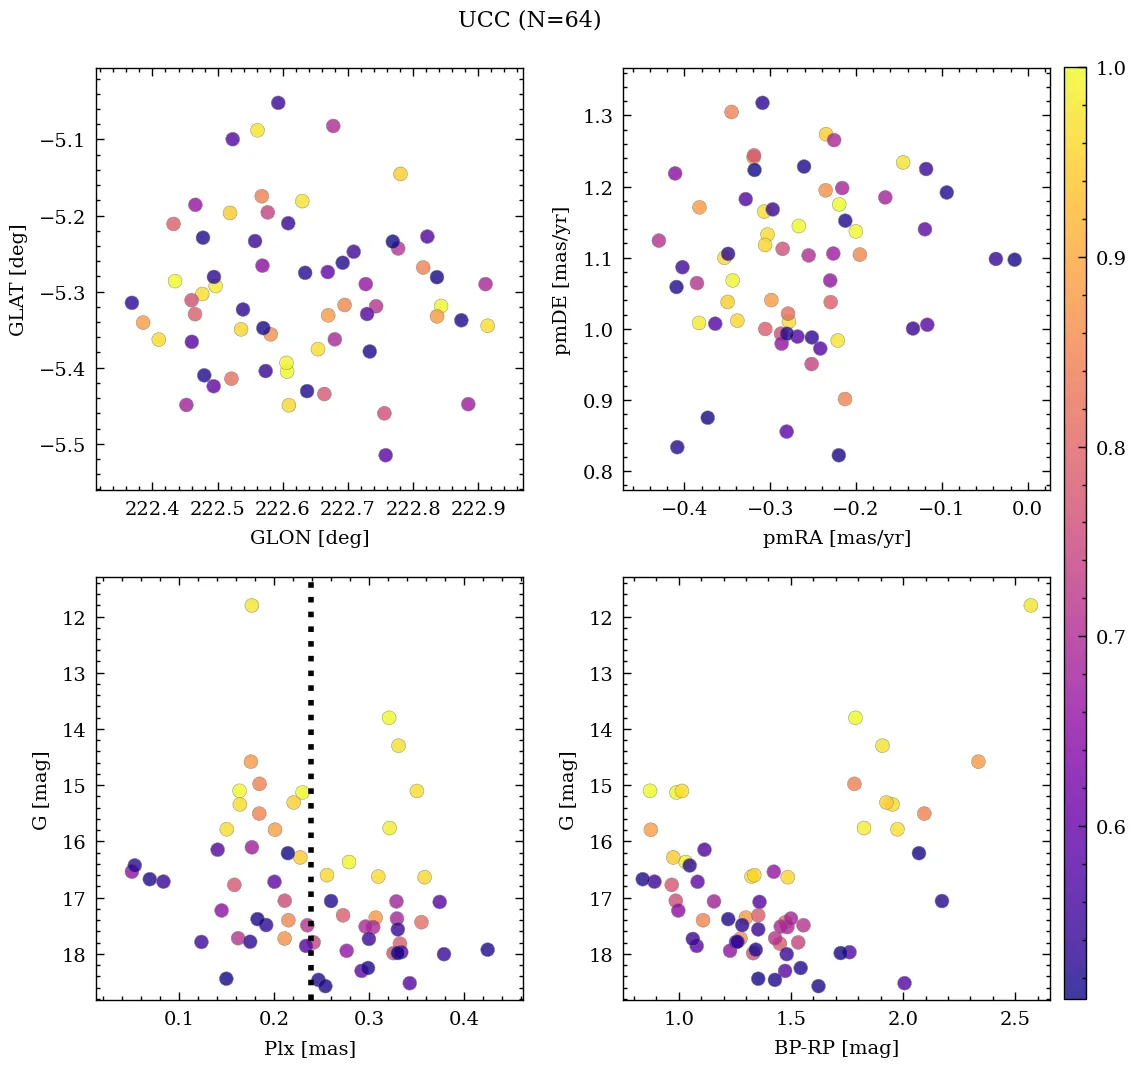 UCC (N=64)
−5.1
−5.2
−5.3
−5.4
−5.5
GLAT [deg]
222.4 222.5 222.6 222.7 222.8 222.9
GLON [deg]
1.3
1.2
1.1
1.0
0.9
0.8
pmDE [mas/yr]
−0.4 −0.3 −0.2 −0.1 0.0
pmRA [mas/yr]
1.0
0.9
0.8
0.7
0.6
12
13
14
15
16
17
18
G [mag]
0.1 0.2 0.3 0.4
Plx [mas]
12
13
14
15
16
17
18
G [mag]
1.0 1.5 2.0 2.5
BP-RP [mag]